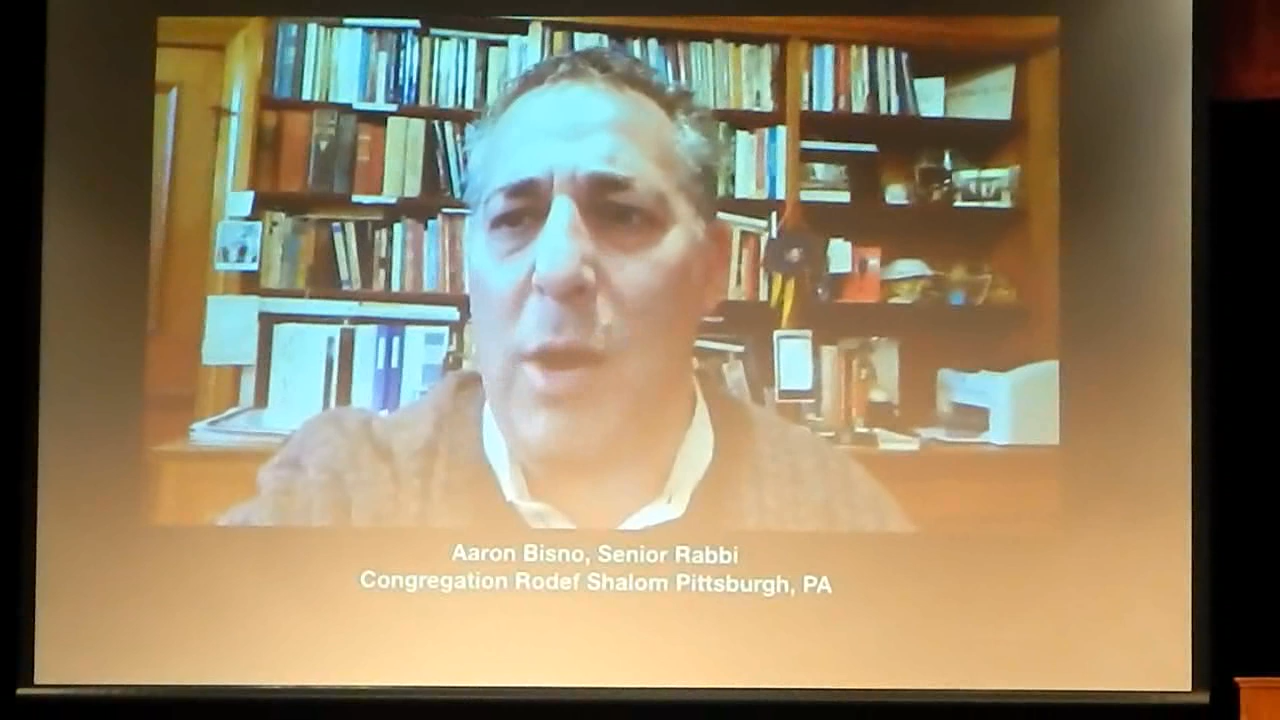 Aaron Bisno, Senior Rabbi
Congregation Rodef Shalom Pittsburgh, PA